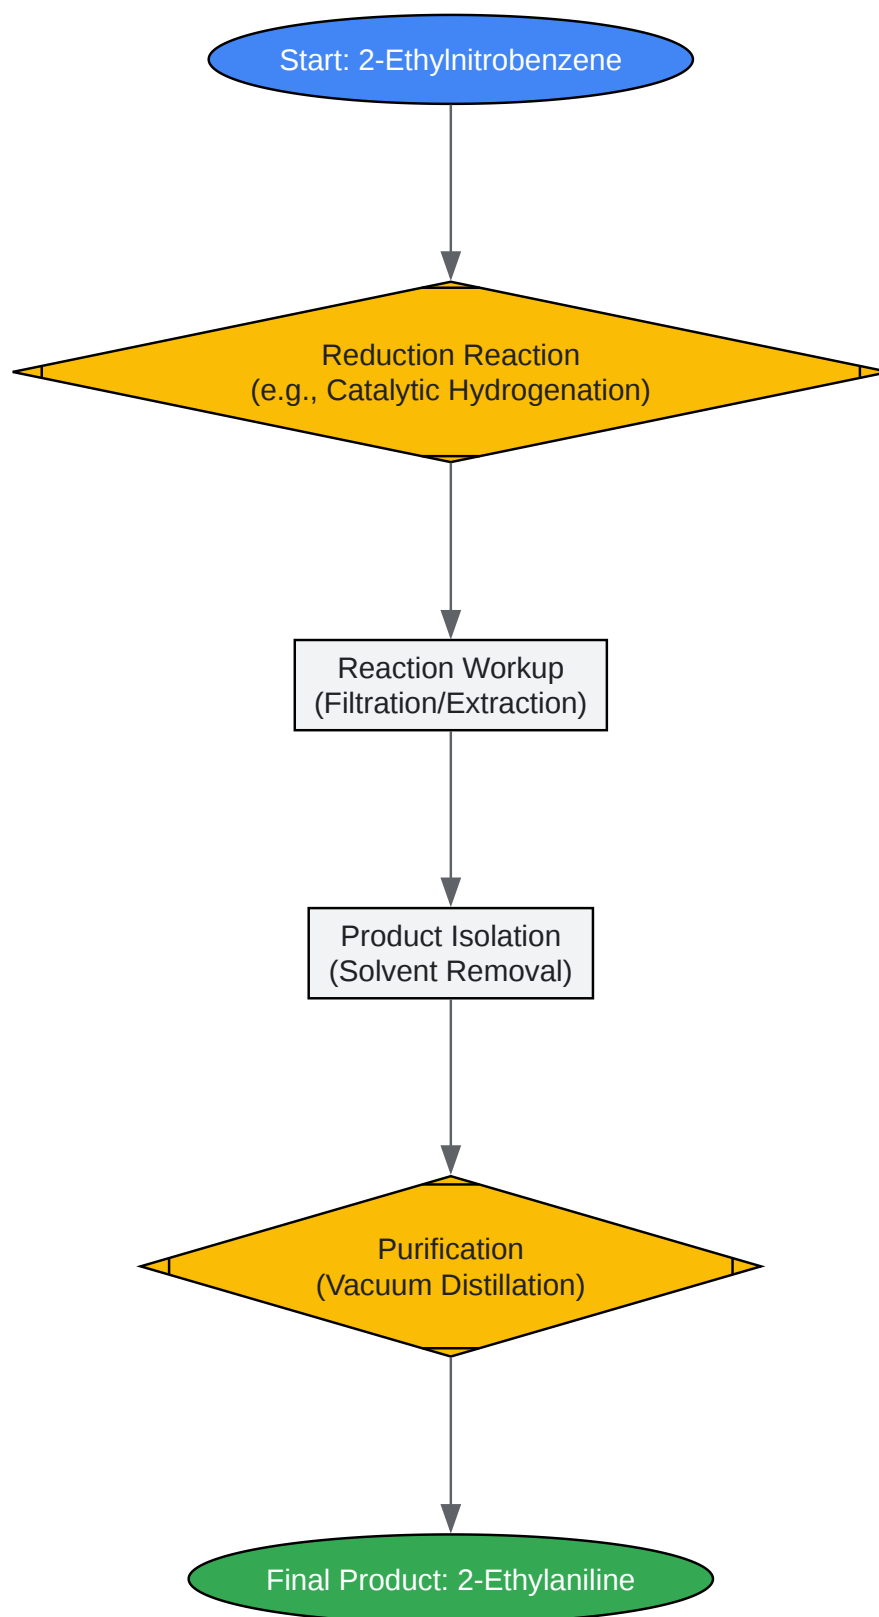 Start: 2-Ethylnitrobenzene
Reduction Reaction
(e.g., Catalytic Hydrogenation)
Reaction Workup
(Filtration/Extraction)
Product Isolation
(Solvent Removal)
Purification
(Vacuum Distillation)
Final Product: 2-Ethylaniline